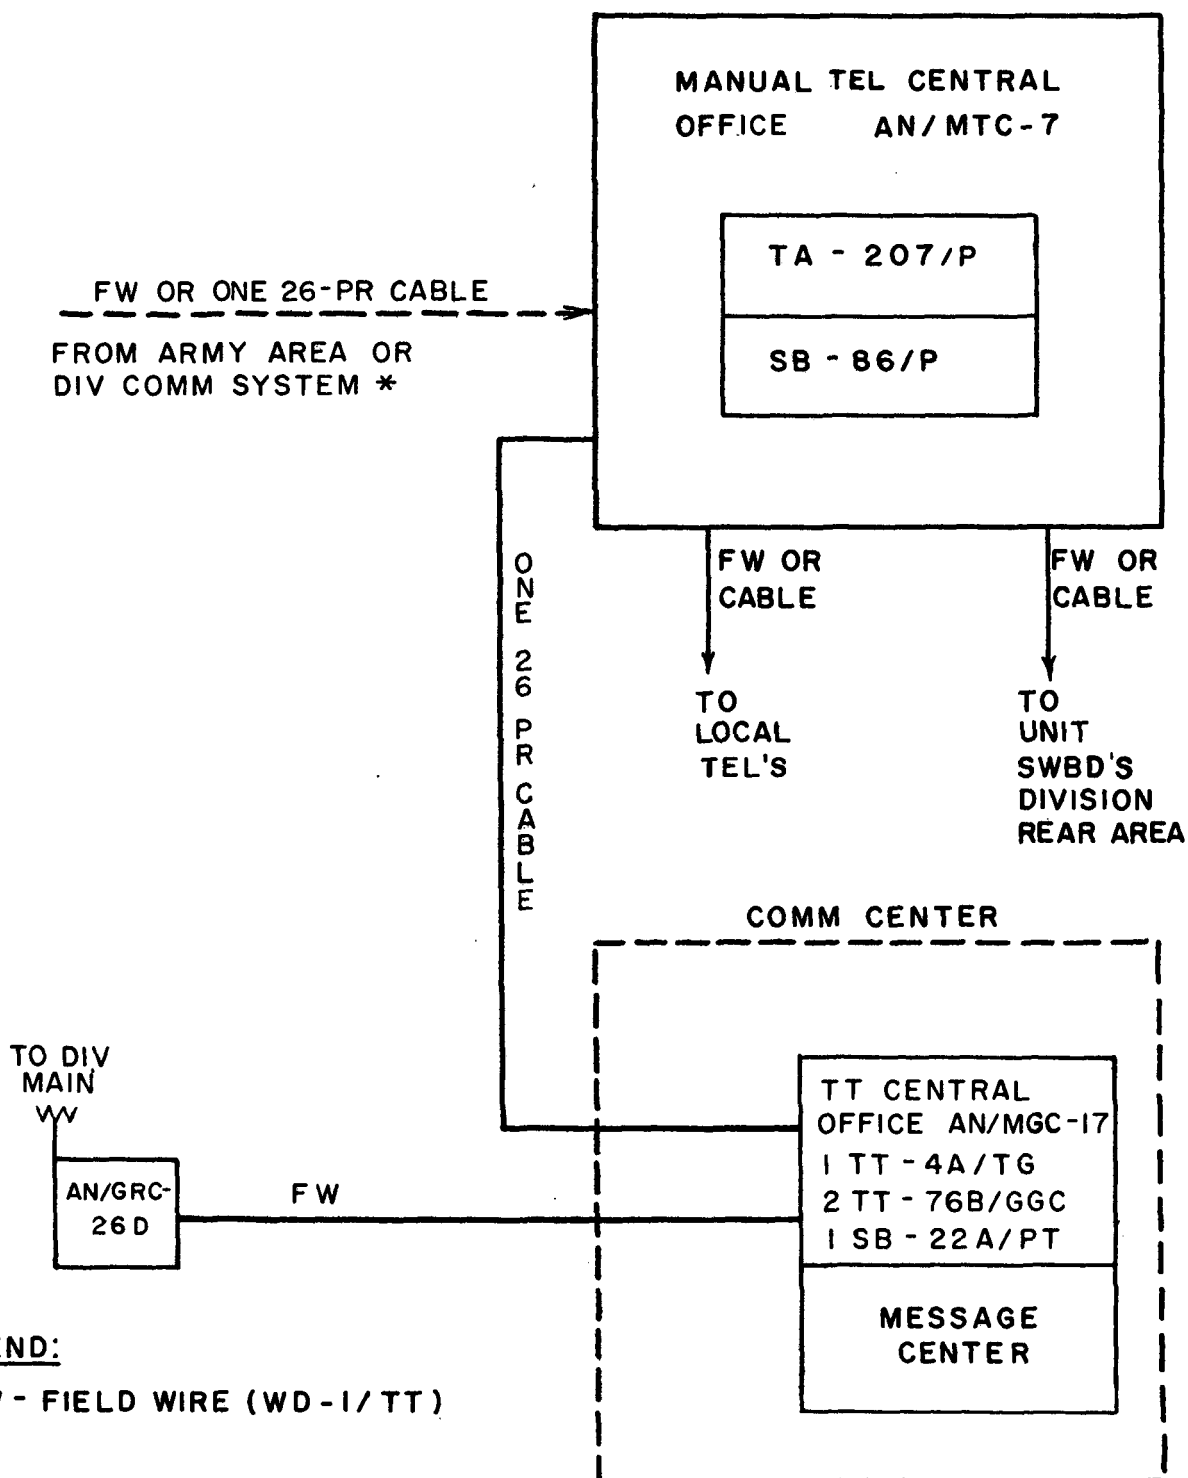 MANUAL TEL CENTRAL
OFFICE AN/MTC-7
TA - 207/P
SB - 86/P
FW OR ONE 26-PR CABLE
FROM ARMY AREA OR
DIV COMM SYSTEM *
ONE 26 PR CABLE
FW OR
CABLE
FW OR
CABLE
TO
LOCAL
TEL'S
TO
UNIT
SWBD'S
DIVISION
REAR AREA
COMM CENTER
TO DIV
MAIN
AN/GRC-
26D
FW
TT CENTRAL
OFFICE AN/MGC-17
1 TT - 4A/TG
2 TT - 76B/GGC
1 SB - 22A/PT
MESSAGE
CENTER
END:
- FIELD WIRE (WD-1/TT)